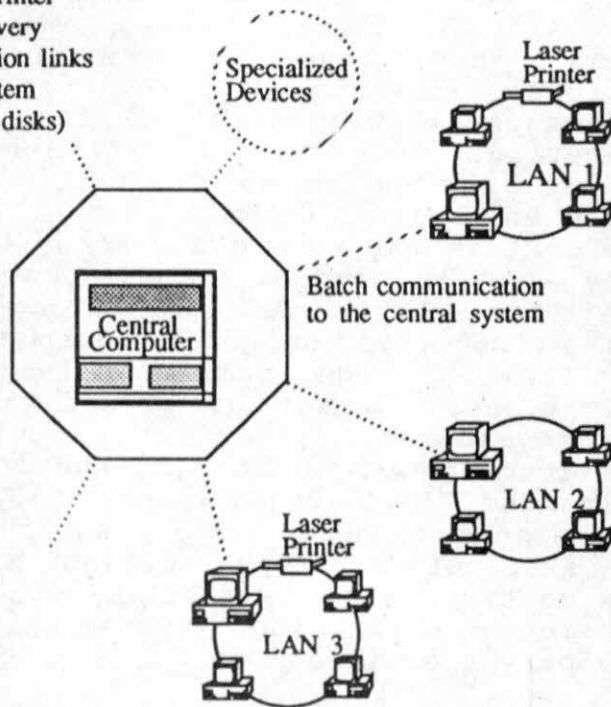 very
ion links
tem
disks)
Specialized
Devices
Laser
Printer
LAN 1
Batch communication
to the central system
Central
Computer
LAN 2
Laser
Printer
LAN 3